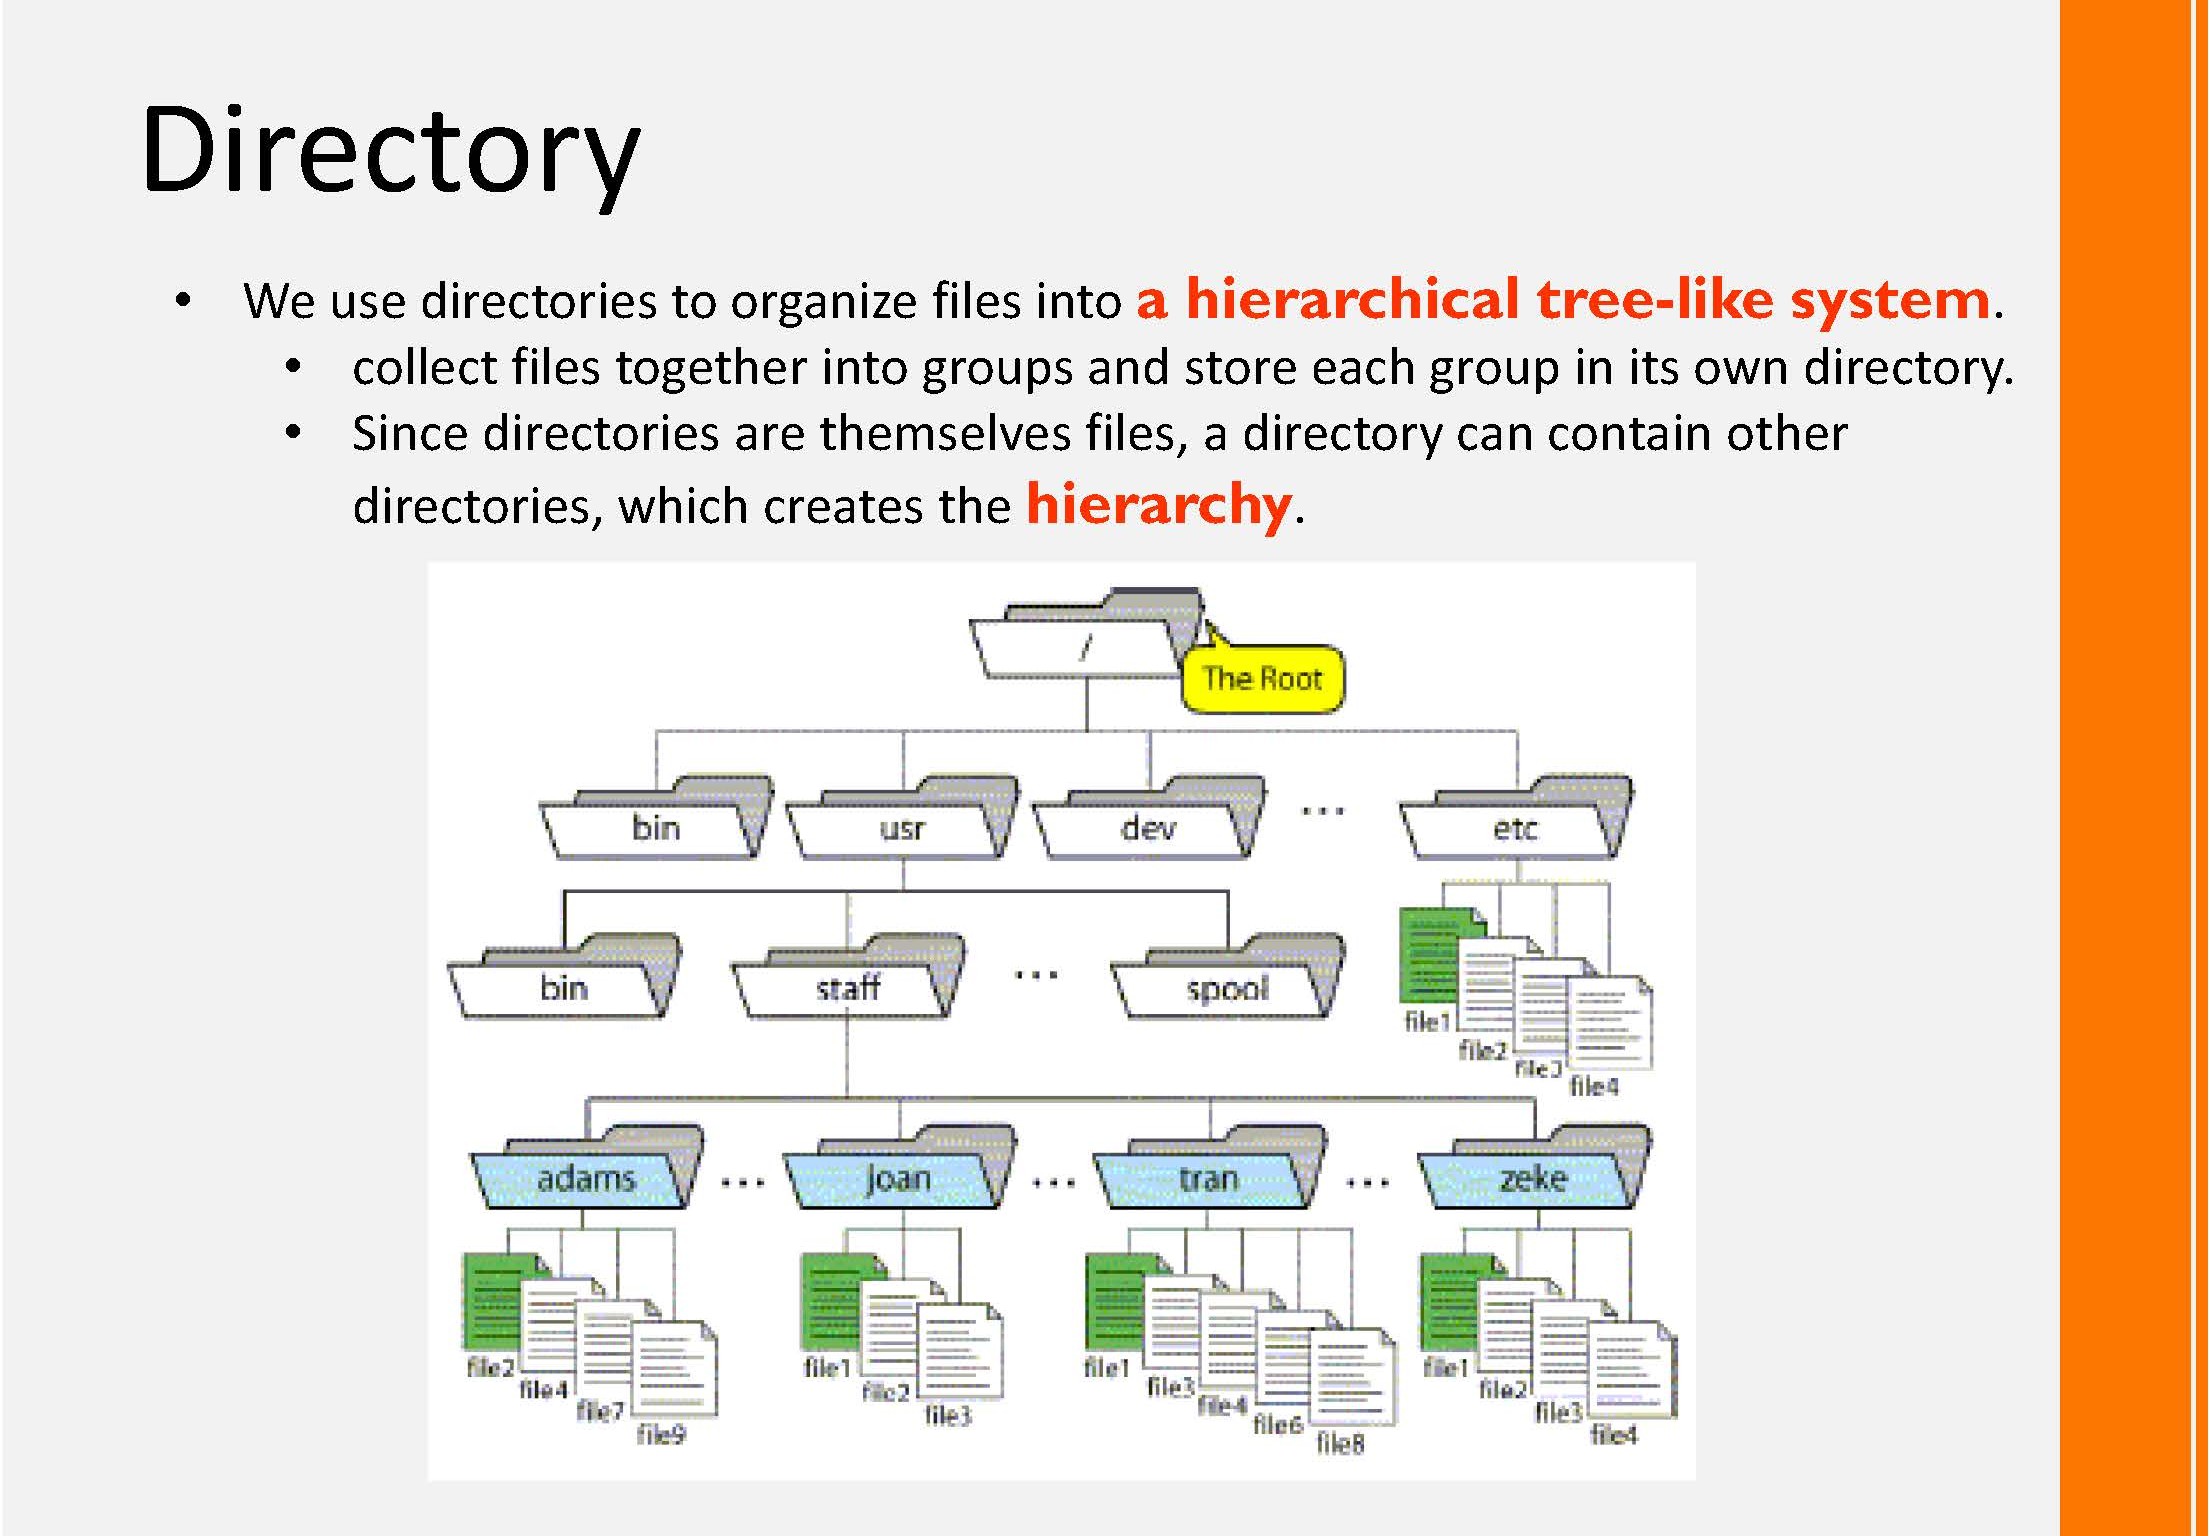 Directory
• We use directories to organize files into a hierarchical tree-like system.
• collect files together into groups and store each group in its own directory.
• Since directories are themselves files, a directory can contain other
directories, which creates the hierarchy.
/
The Root
bin usr dev ... etc
bin staff ... spool
file1
file2
file3
file4
adams ... joan ... tran ... zeke
file2 file4 file7 file9
file1 file2 file3
file1 file3 file4 file6 file8
file1 file2 file3 file4